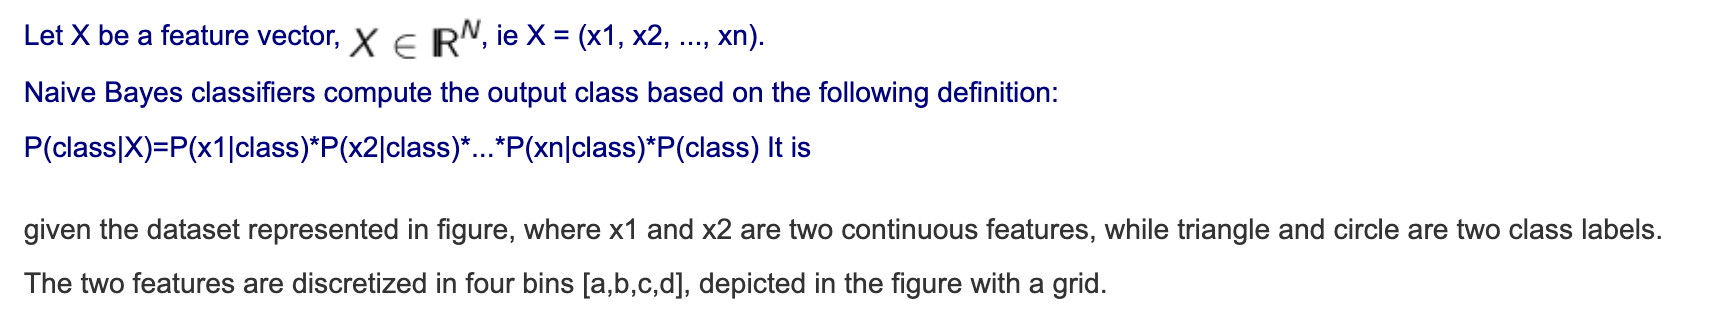 Let X be a feature vector, X ∈ ℝ^N, ie X = (x1, x2, ..., xn).
Naive Bayes classifiers compute the output class based on the following definition:
P(class|X)=P(x1|class)*P(x2|class)*...*P(xn|class)*P(class) It is
given the dataset represented in figure, where x1 and x2 are two continuous features, while triangle and circle are two class labels.
The two features are discretized in four bins [a,b,c,d], depicted in the figure with a grid.